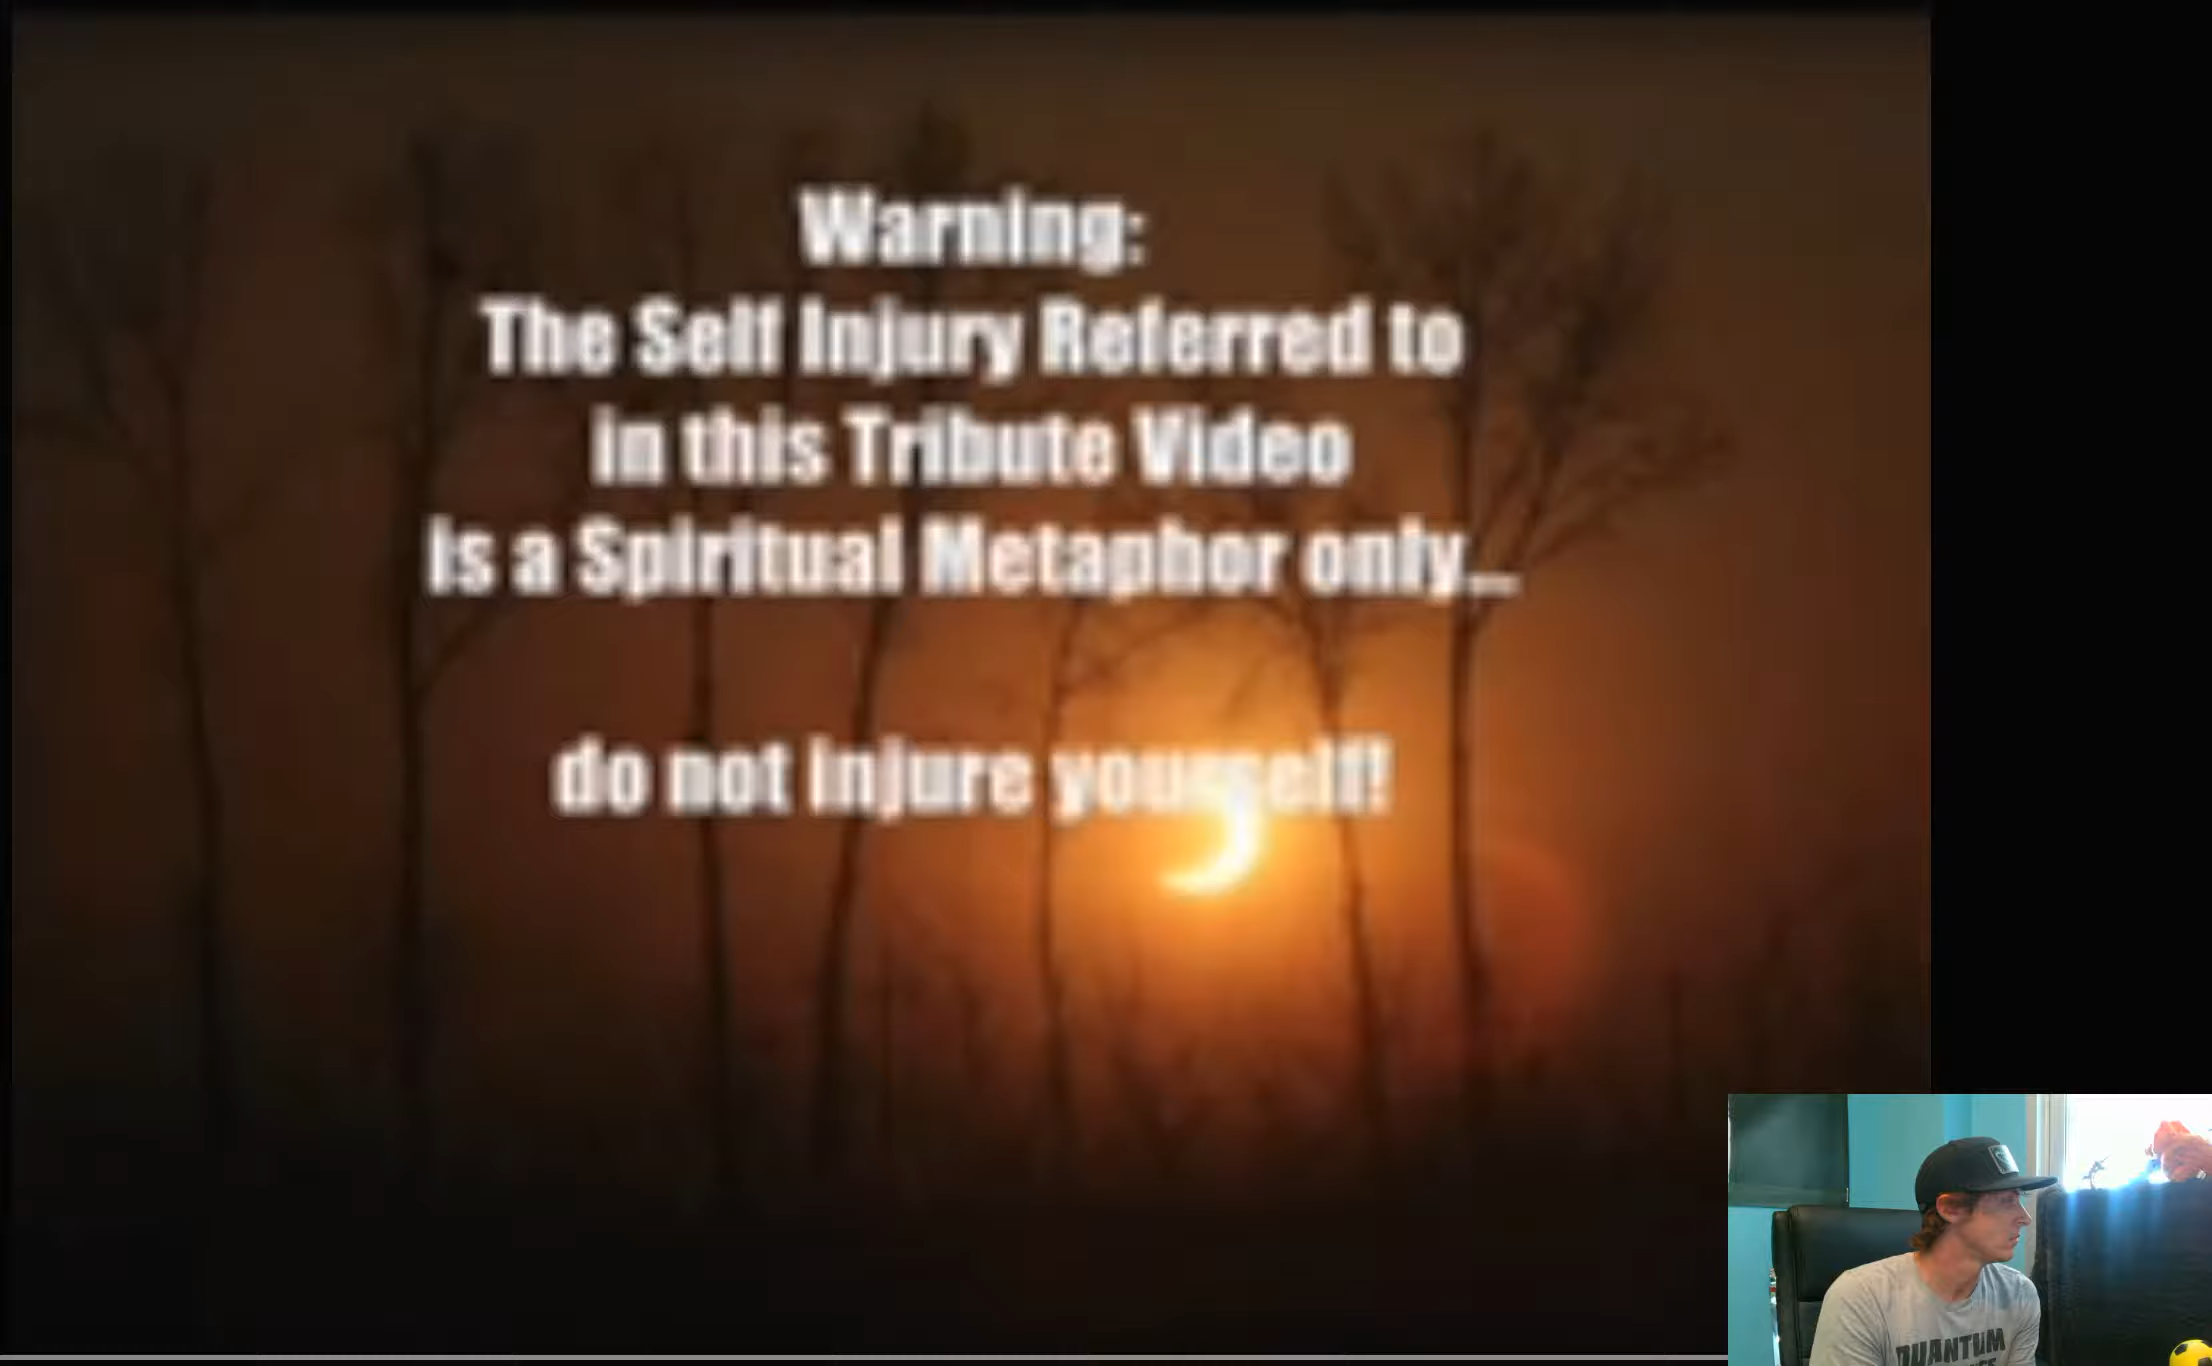 Warning:
The Self Injury Referred to
in this Tribute Video
is a Spiritual Metaphor only...
do not injure yourself!
QUANTUM